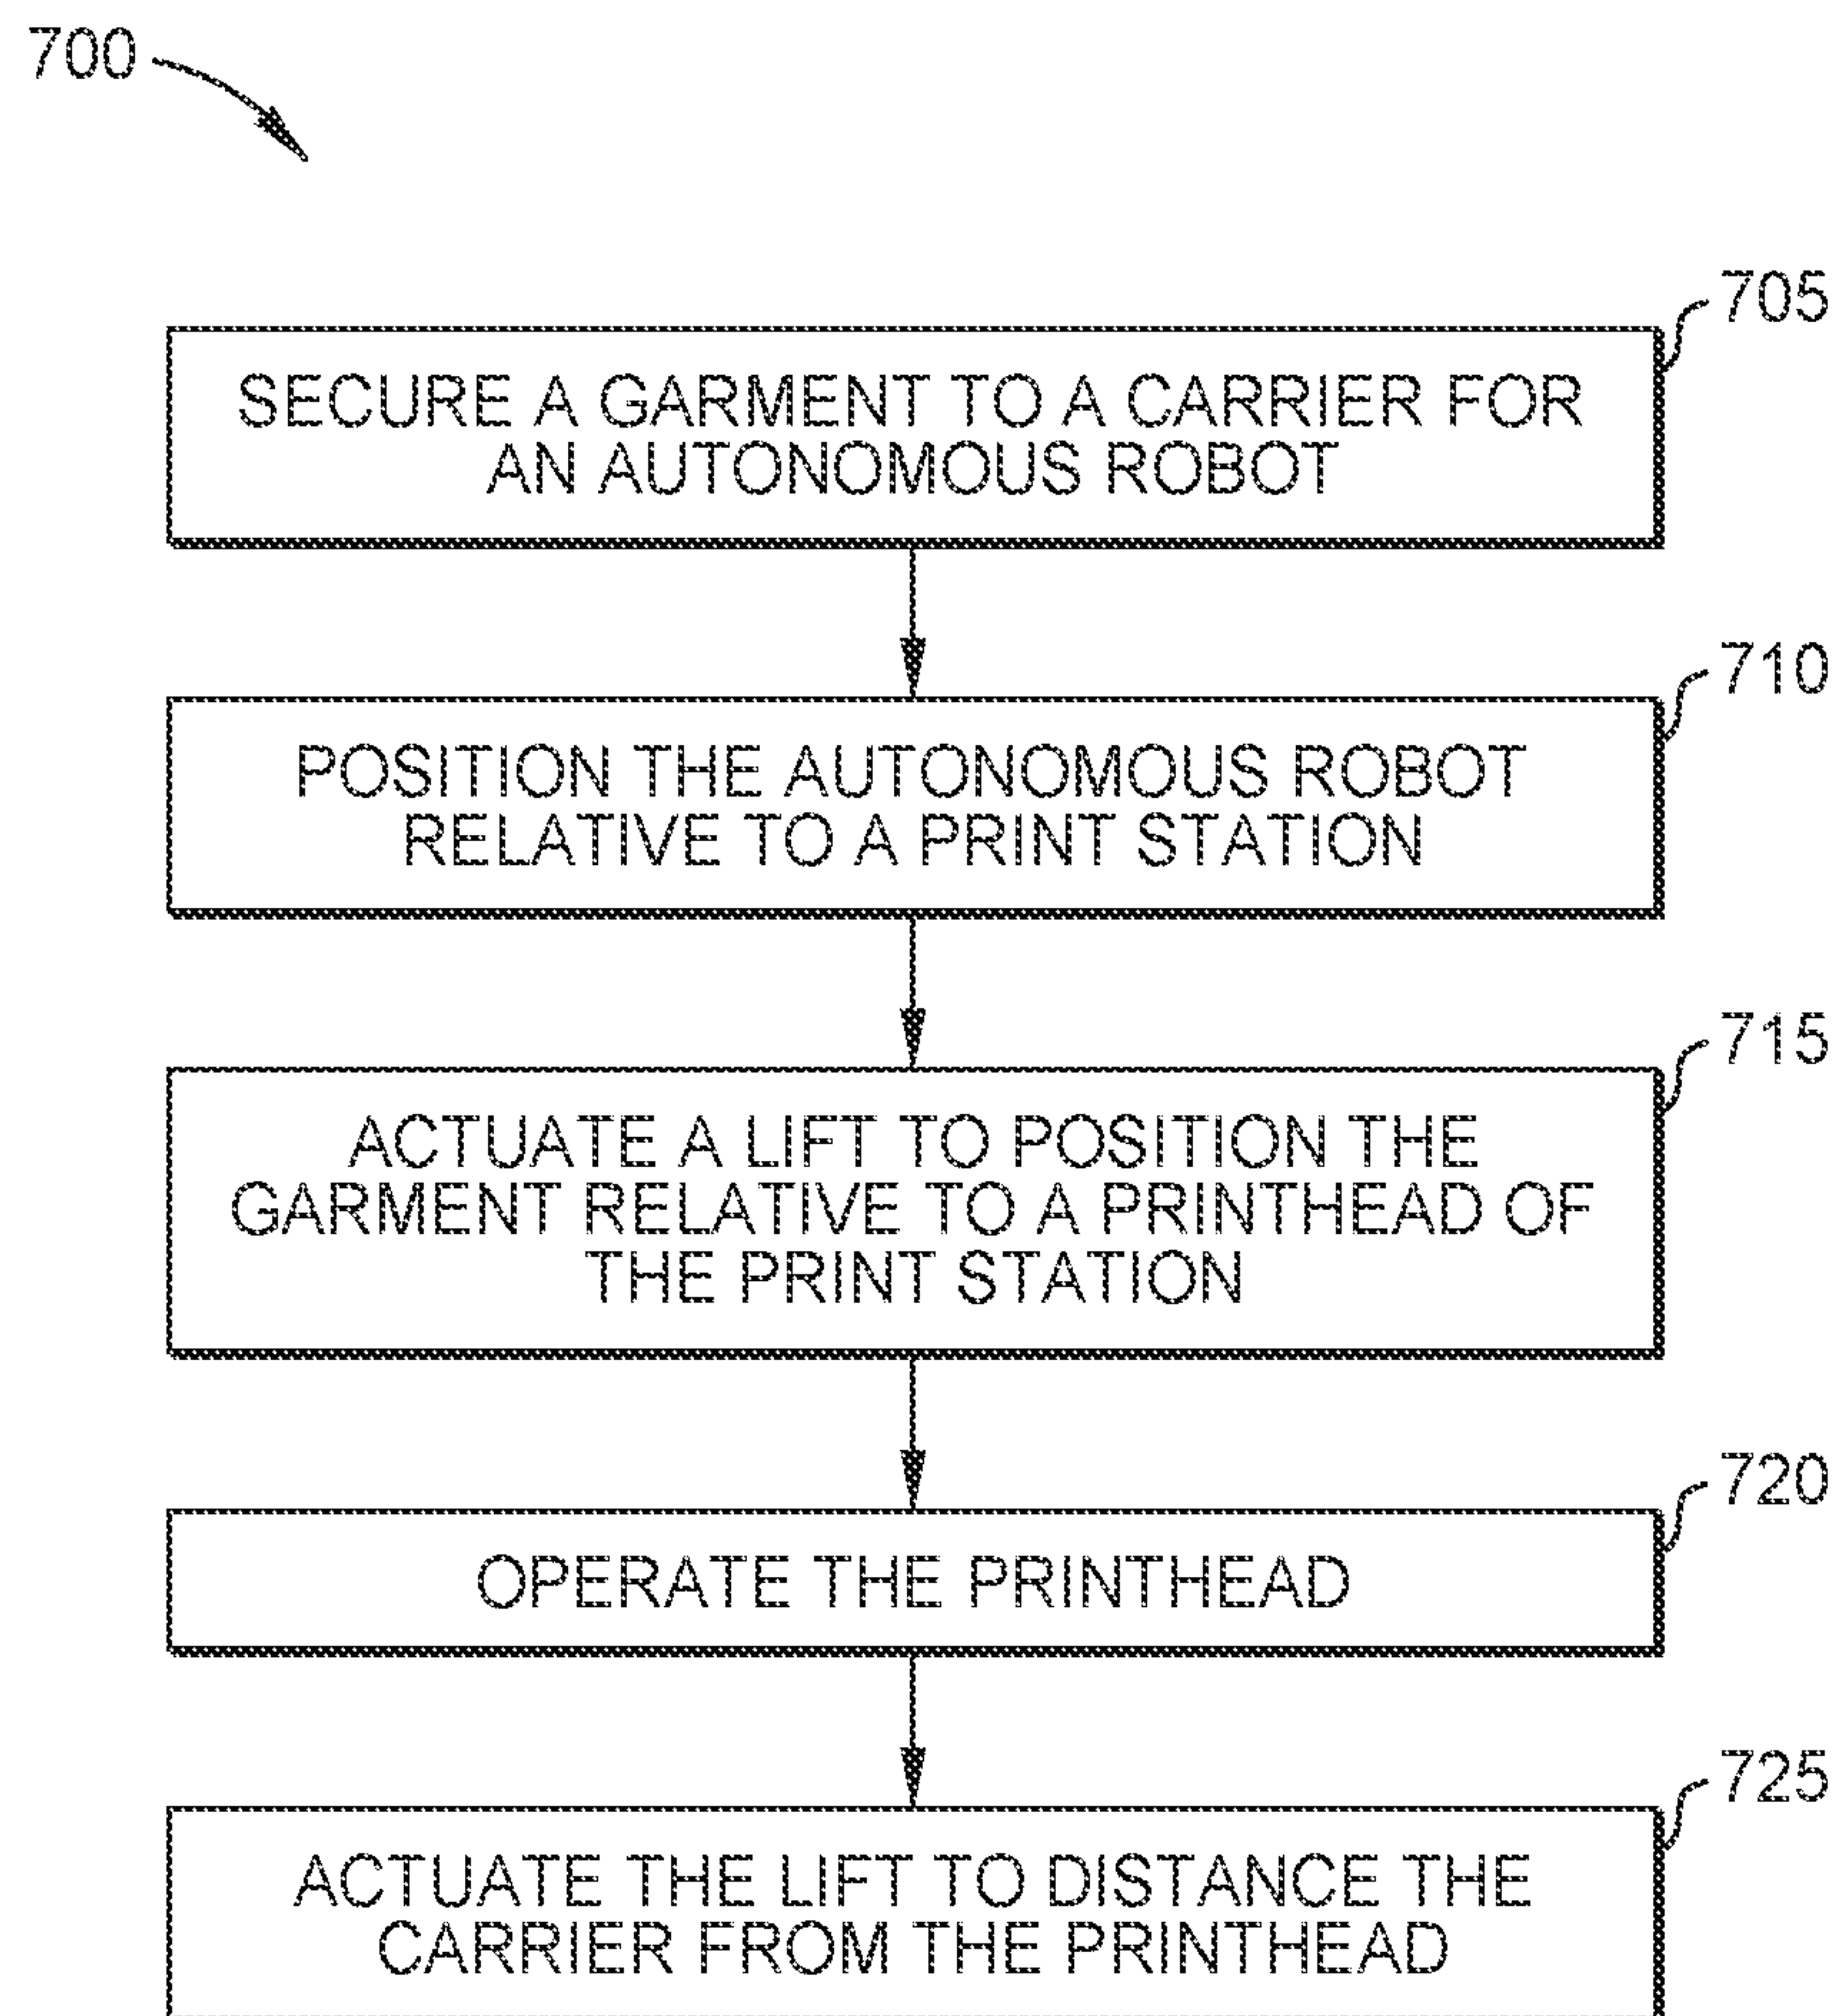 700
705
SECURE A GARMENT TO A CARRIER FOR
AN AUTONOMOUS ROBOT
710
POSITION THE AUTONOMOUS ROBOT
RELATIVE TO A PRINT STATION
715
ACTUATE A LIFT TO POSITION THE
GARMENT RELATIVE TO A PRINTHEAD OF
THE PRINT STATION
720
OPERATE THE PRINTHEAD
725
ACTUATE THE LIFT TO DISTANCE THE
CARRIER FROM THE PRINTHEAD